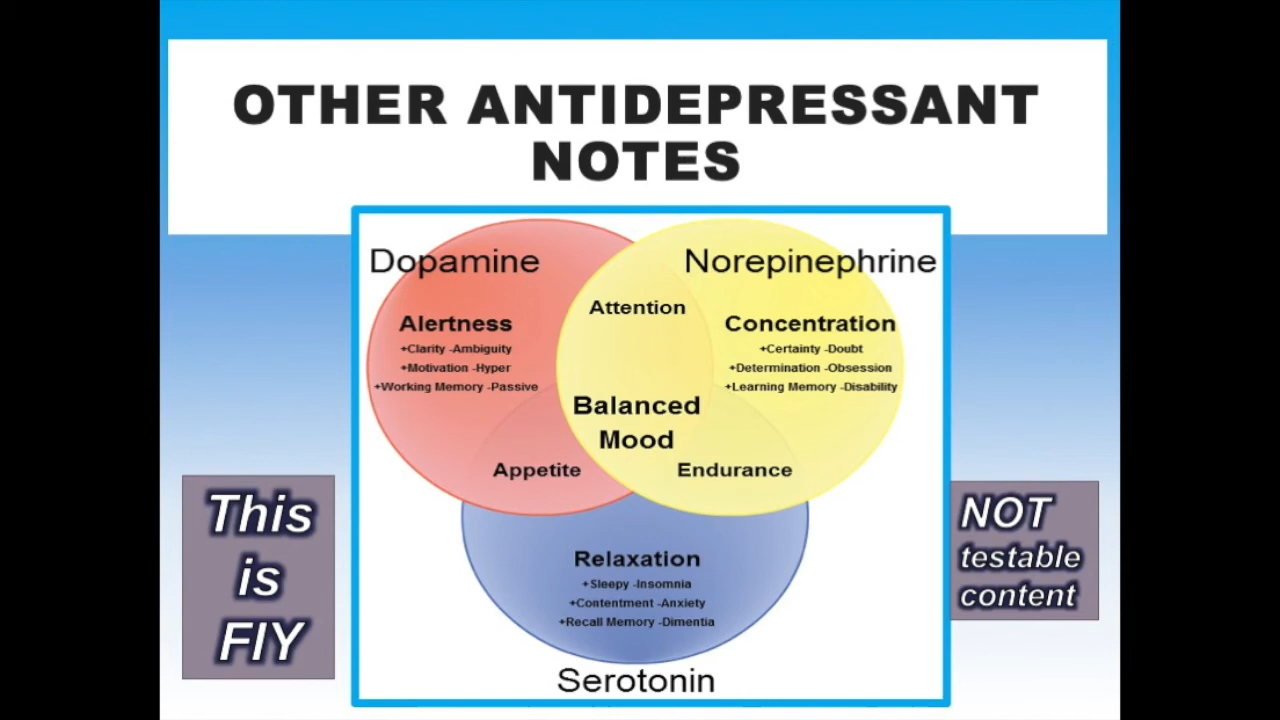 OTHER ANTIDEPRESSANT
NOTES
Dopamine
Norepinephrine
Attention
Alertness
+Clarity -Ambiguity
+Motivation -Hyper
+Working Memory -Passive
Concentration
+Certainty -Doubt
+Determination -Obsession
+Learning Memory -Disability
Balanced
Mood
Appetite
Endurance
Relaxation
+Sleepy -Insomnia
+Contentment -Anxiety
+Recall Memory -Dimentia
Serotonin
This
is
FIY
NOT
testable
content